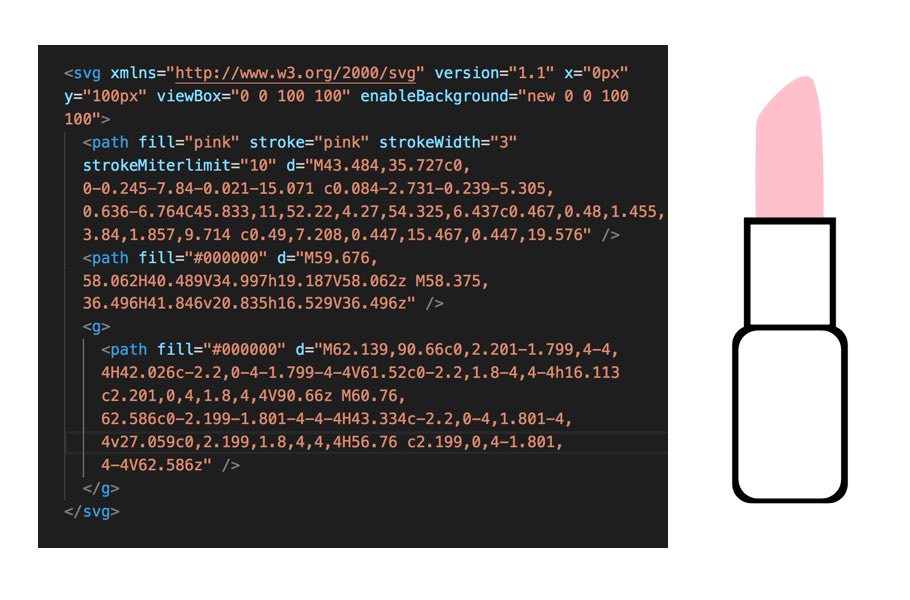 <svg xmlns="http://www.w3.org/2000/svg" version="1.1" x="0px"
y="100px" viewBox="0 0 100 100" enableBackground="new 0 0 100
100">
<path fill="pink" stroke="pink" strokeWidth="3"
strokeMiterlimit="10" d="M43.484,35.727c0,
0-0.245-7.84-0.021-15.071 c0.084-2.731-0.239-5.305,
0.636-6.764C45.833,11,52.22,4.27,54.325,6.437c0.467,0.48,1.455,
3.84,1.857,9.714 c0.49,7.208,0.447,15.467,0.447,19.576" />
<path fill="#000000" d="M59.676,
58.062H40.489V34.997h19.187V58.062z M58.375,
36.496H41.846v20.835h16.529V36.496z" />
<g>
<path fill="#000000" d="M62.139,90.66c0,2.201-1.799,4-4,
4H42.026c-2.2,0-4-1.799-4-4V61.52c0-2.2,1.8-4,4-4h16.113
c2.201,0,4,1.8,4,4V90.66z M60.76,
62.586c0-2.199-1.801-4-4-4H43.334c-2.2,0-4,1.801-4,
4v27.059c0,2.199,1.8,4,4,4H56.76 c2.199,0,4-1.801,
4-4V62.586z" />
</g>
</svg>